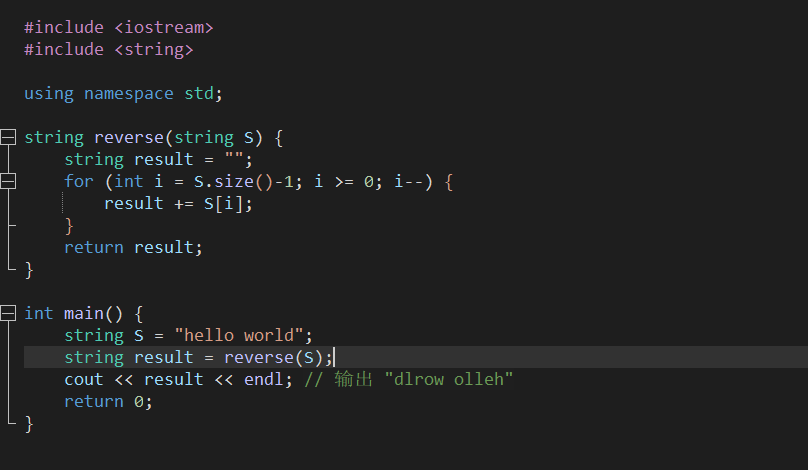 #include <iostream>
#include <string>
using namespace std;
string reverse(string S) {
string result = "";
for (int i = S.size()-1; i >= 0; i--) {
result += S[i];
}
return result;
}
int main() {
string S = "hello world";
string result = reverse(S);
cout << result << endl; // 输出 "dlrow olleh"
return 0;
}